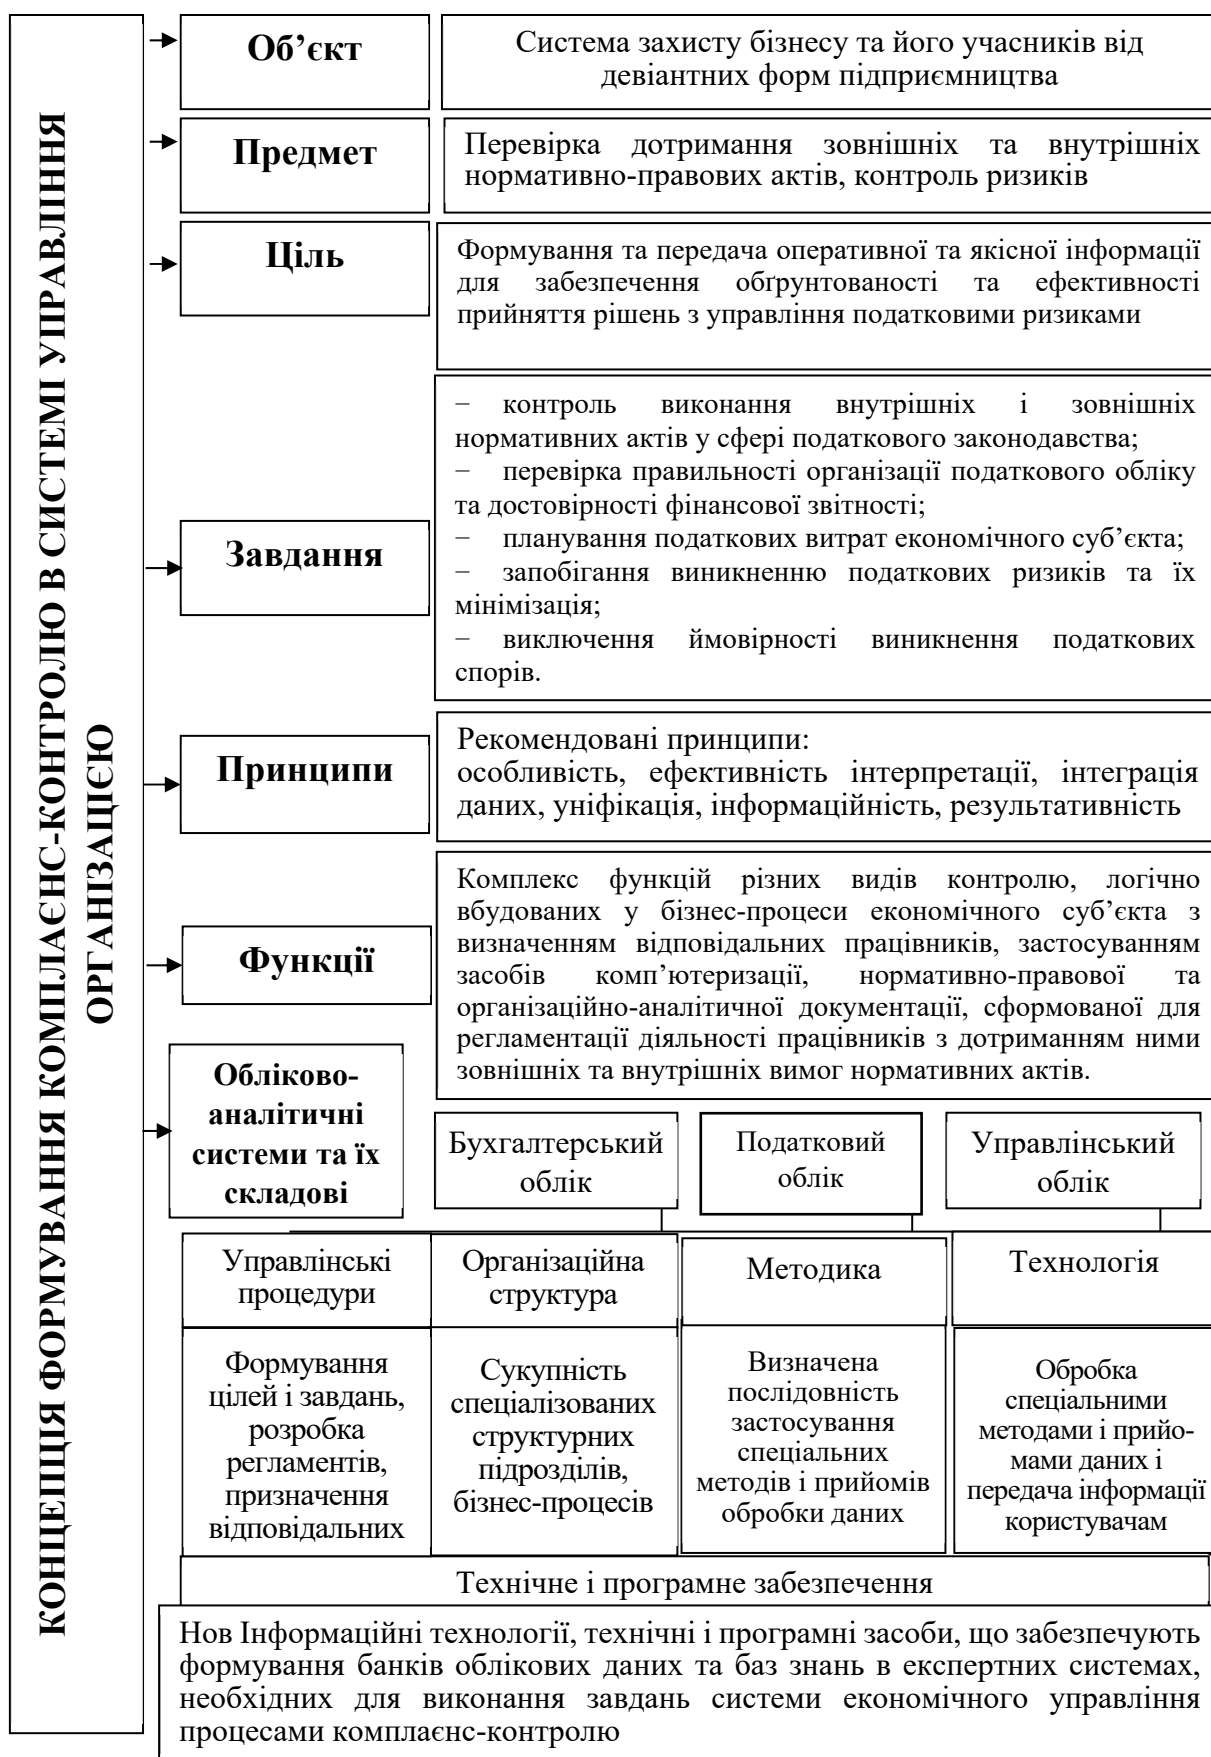 КОНЦЕПЦІЯ ФОРМУВАННЯ КОМПЛАЄНС-КОНТРОЛЮ В СИСТЕМІ УПРАВЛІННЯ
ОРГАНІЗАЦІЄЮ
Об’єкт
Система захисту бізнесу та його учасників від
девіантних форм підприємництва
Предмет
Перевірка дотримання зовнішніх та внутрішніх
нормативно-правових актів, контроль ризиків
Ціль
Формування та передача оперативної та якісної інформації
для забезпечення обґрунтованості та ефективності
прийняття рішень з управління податковими ризиками
Завдання
− контроль виконання внутрішніх і зовнішніх
нормативних актів у сфері податкового законодавства;
− перевірка правильності організації податкового обліку
та достовірності фінансової звітності;
− планування податкових витрат економічного суб’єкта;
− запобігання виникненню податкових ризиків та їх
мінімізація;
− виключення ймовірності виникнення податкових
спорів.
Принципи
Рекомендовані принципи:
особливість, ефективність інтерпретації, інтеграція
даних, уніфікація, інформаційність, результативність
Функції
Комплекс функцій різних видів контролю, логічно
вбудованих у бізнес-процеси економічного суб’єкта з
визначенням відповідальних працівників, застосуванням
засобів комп’ютеризації, нормативно-правової та
організаційно-аналітичної документації, сформованої для
регламентації діяльності працівників з дотриманням ними
зовнішніх та внутрішніх вимог нормативних актів.
Обліково-
аналітичні
системи та їх
складові
Бухгалтерський
облік
Податковий
облік
Управлінський
облік
Управлінські
процедури
Організаційна
структура
Методика
Технологія
Формування
цілей і завдань,
розробка
регламентів,
призначення
відповідальних
Сукупність
спеціалізованих
структурних
підрозділів,
бізнес-процесів
Визначена
послідовність
застосування
спеціальних
методів і прийомів
обробки даних
Обробка
спеціальними
методами і прийо-
мами даних і
передача інформації
користувачам
Технічне і програмне забезпечення
Нов Інформаційні технології, технічні і програмні засоби, що забезпечують
формування банків облікових даних та баз знань в експертних системах,
необхідних для виконання завдань системи економічного управління
процесами комплаєнс-контролю